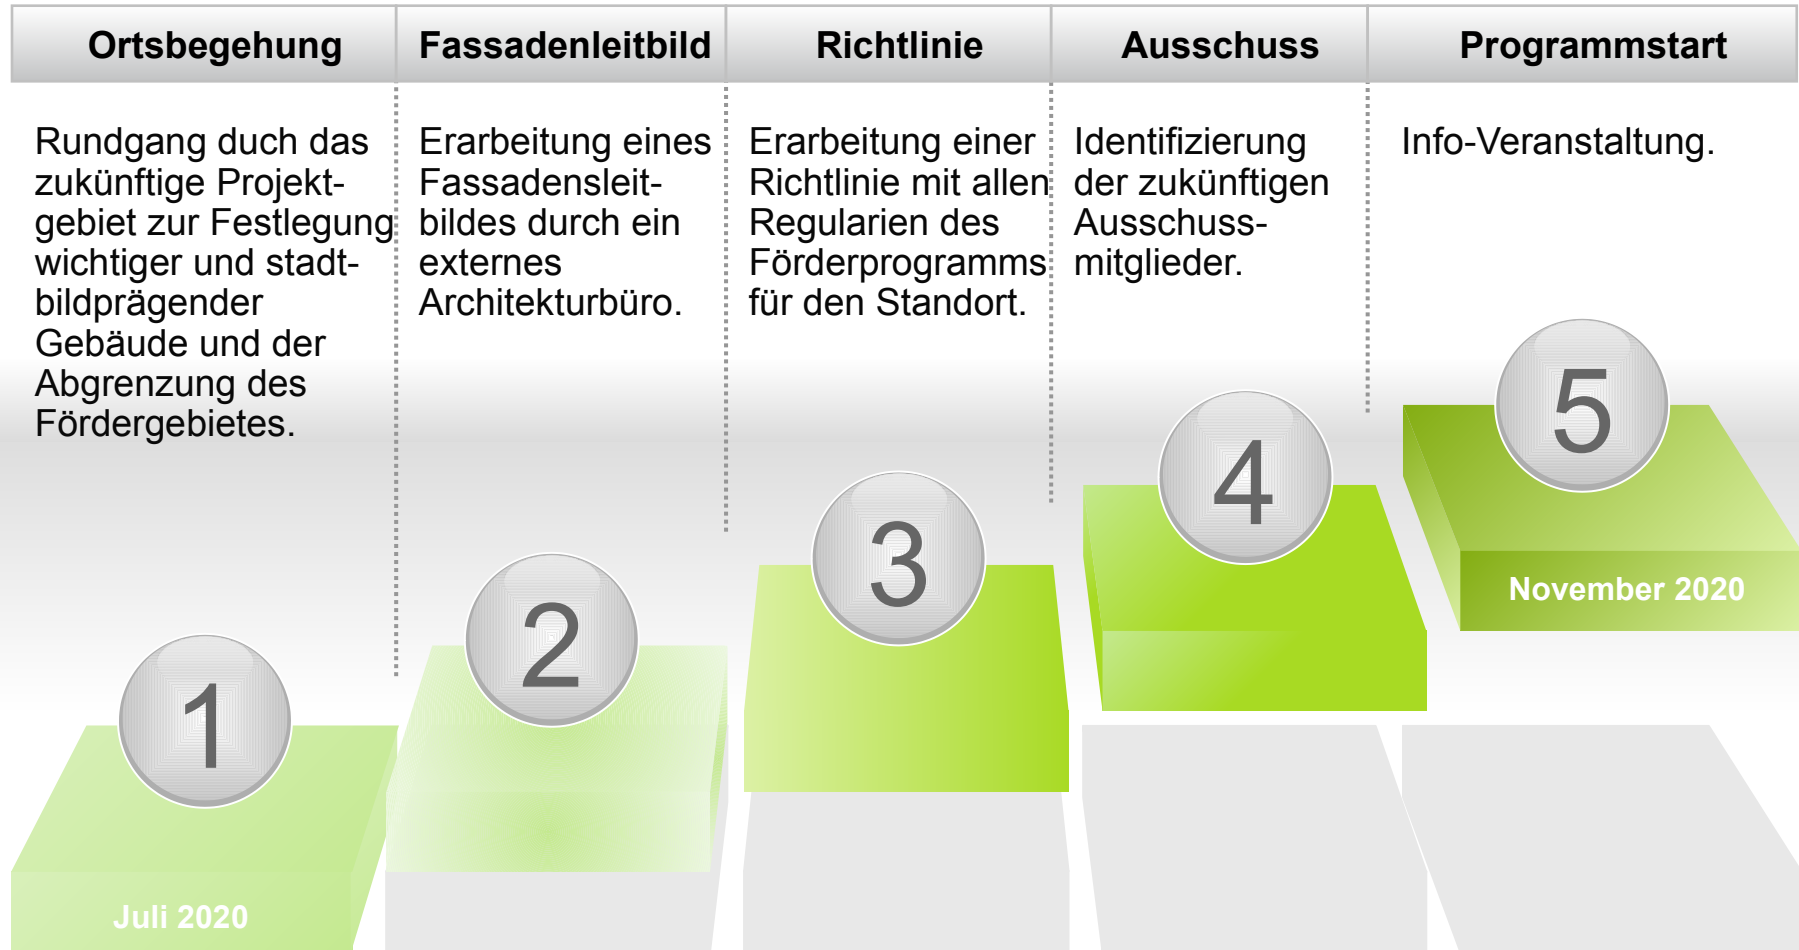 Ortsbegehung
Fassadenleitbild
Richtlinie
Ausschuss
Programmstart
Rundgang duch das
zukünftige Projekt-
gebiet zur Festlegung
wichtiger und stadt-
bildprägender
Gebäude und der
Abgrenzung des
Fördergebietes.
Erarbeitung eines
Fassadensleit-
bildes durch ein
externes
Architekturbüro.
Erarbeitung einer
Richtlinie mit allen
Regularien des
Förderprogramms
für den Standort.
Identifizierung
der zukünftigen
Ausschuss-
mitglieder.
Info-Veranstaltung.
1
2
3
4
5
Juli 2020
November 2020